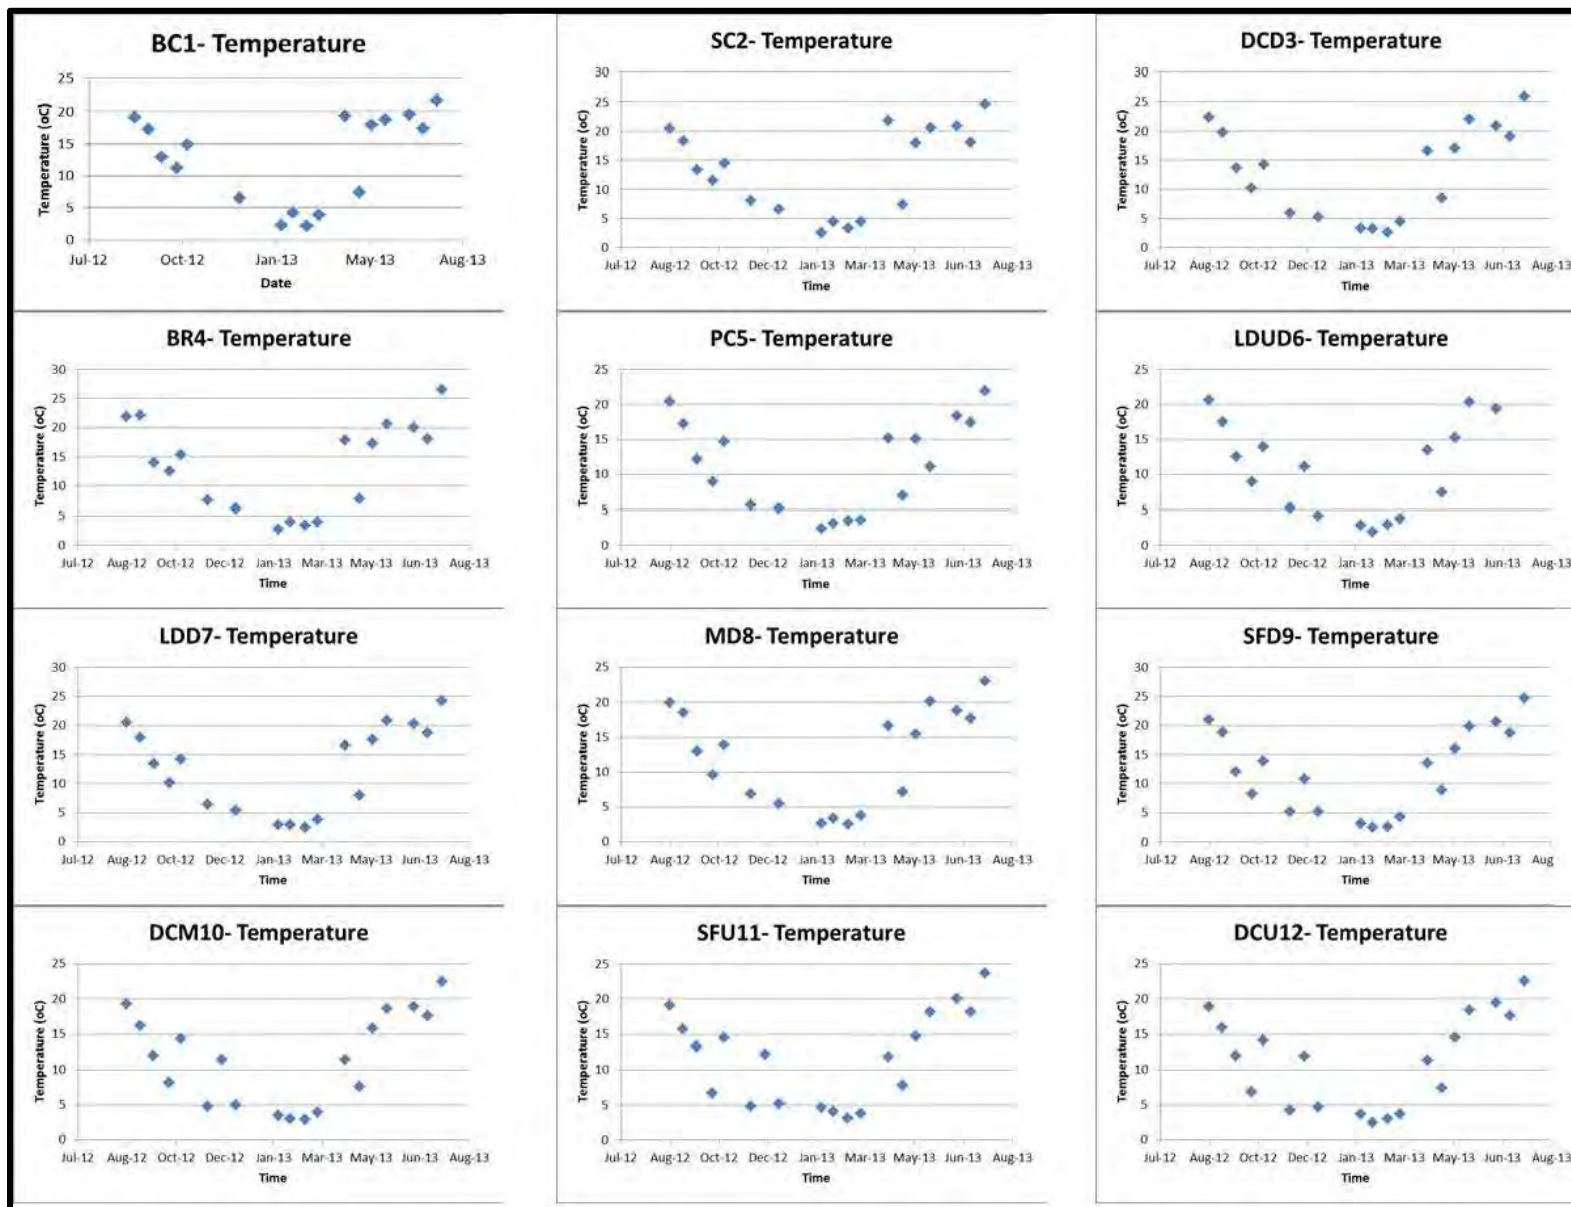 BC1- Temperature
25
20
15
10
5
0
Temperature (oC)
Jul-12 Oct-12 Jan-13 May-13 Aug-13
Date
SC2- Temperature
30
25
20
15
10
5
0
Temperature (oC)
Jul-12 Aug-12 Oct-12 Dec-12 Jan-13 Mar-13 May-13 Jun-13 Aug-13
Time
DCD3- Temperature
30
25
20
15
10
5
0
Temperature (oC)
Jul-12 Aug-12 Oct-12 Dec-12 Jan-13 Mar-13 May-13 Jun-13 Aug-13
Time
BR4- Temperature
30
25
20
15
10
5
0
Temperature (oC)
Jul-12 Aug-12 Oct-12 Dec-12 Jan-13 Mar-13 May-13 Jun-13 Aug-13
Time
PC5- Temperature
25
20
15
10
5
0
Temperature (oC)
Jul-12 Aug-12 Oct-12 Dec-12 Jan-13 Mar-13 May-13 Jun-13 Aug-13
Time
LDUD6- Temperature
25
20
15
10
5
0
Temperature (oC)
Jul-12 Aug-12 Oct-12 Dec-12 Jan-13 Mar-13 May-13 Jun-13 Aug-13
Time
LDD7- Temperature
30
25
20
15
10
5
0
Temperature (oC)
Jul-12 Aug-12 Oct-12 Dec-12 Jan-13 Mar-13 May-13 Jun-13 Aug-13
Time
MD8- Temperature
25
20
15
10
5
0
Temperature (oC)
Jul-12 Aug-12 Oct-12 Dec-12 Jan-13 Mar-13 May-13 Jun-13 Aug-13
Time
SFD9- Temperature
30
25
20
15
10
5
0
Temperature (oC)
Jul-12 Aug-12 Oct-12 Dec-12 Jan-13 Mar-13 May-13 Jun-13 Aug
Time
DCM10- Temperature
25
20
15
10
5
0
Temperature (oC)
Jul-12 Aug-12 Oct-12 Dec-12 Jan-13 Mar-13 May-13 Jun-13 Aug-13
Time
SFU11- Temperature
25
20
15
10
5
0
Temperature (oC)
Jul-12 Aug-12 Oct-12 Dec-12 Jan-13 Mar-13 May-13 Jun-13 Aug-13
Time
DCU12- Temperature
25
20
15
10
5
0
Temperature (oC)
Jul-12 Aug-12 Oct-12 Dec-12 Jan-13 Mar-13 May-13 Jun-13 Aug-13
Time